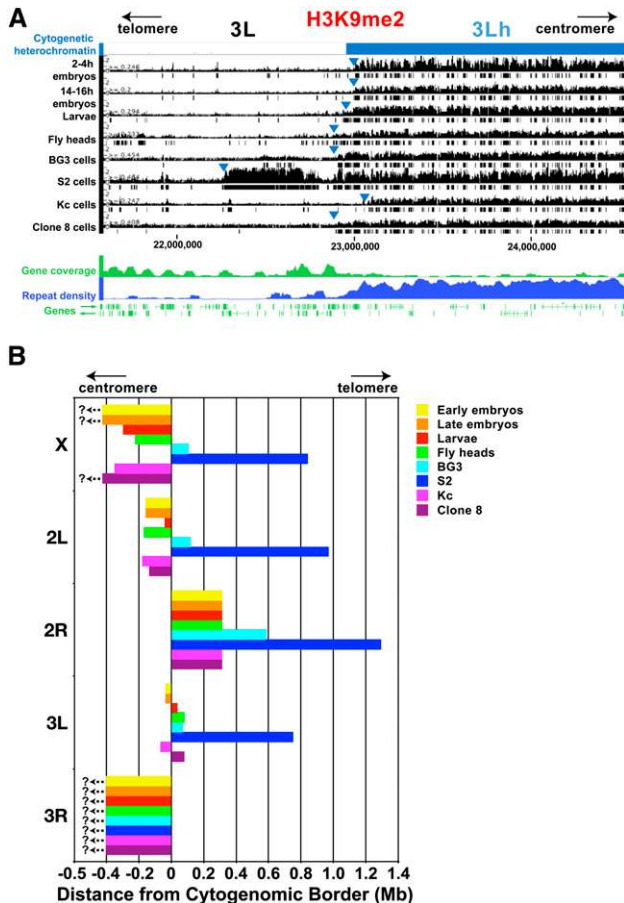 A
H3K9me2
telomere
3L
3Lh
centromere
Cytogenetic
heterochromatin
2-4h
embroys
14-16h
embroys
Larvae
Fly heads
BG3 cells
S2 cells
Kc cells
Clone 8 cells
22,000,000
23,000,000
24,000,000
Gene coverage
Repeat density
Genes
B
centromere
telomere
X
2L
2R
3L
3R
? ? ?
? ? ? ? ? ? ? ?
Early embryos
Late embryos
Larvae
Fly heads
BG3
S2
Kc
Clone 8
-0.5 -0.4 -0.2 0 0.2 0.4 0.6 0.8 1.0 1.2 1.4
Distance from Cytogenomic Border (Mb)